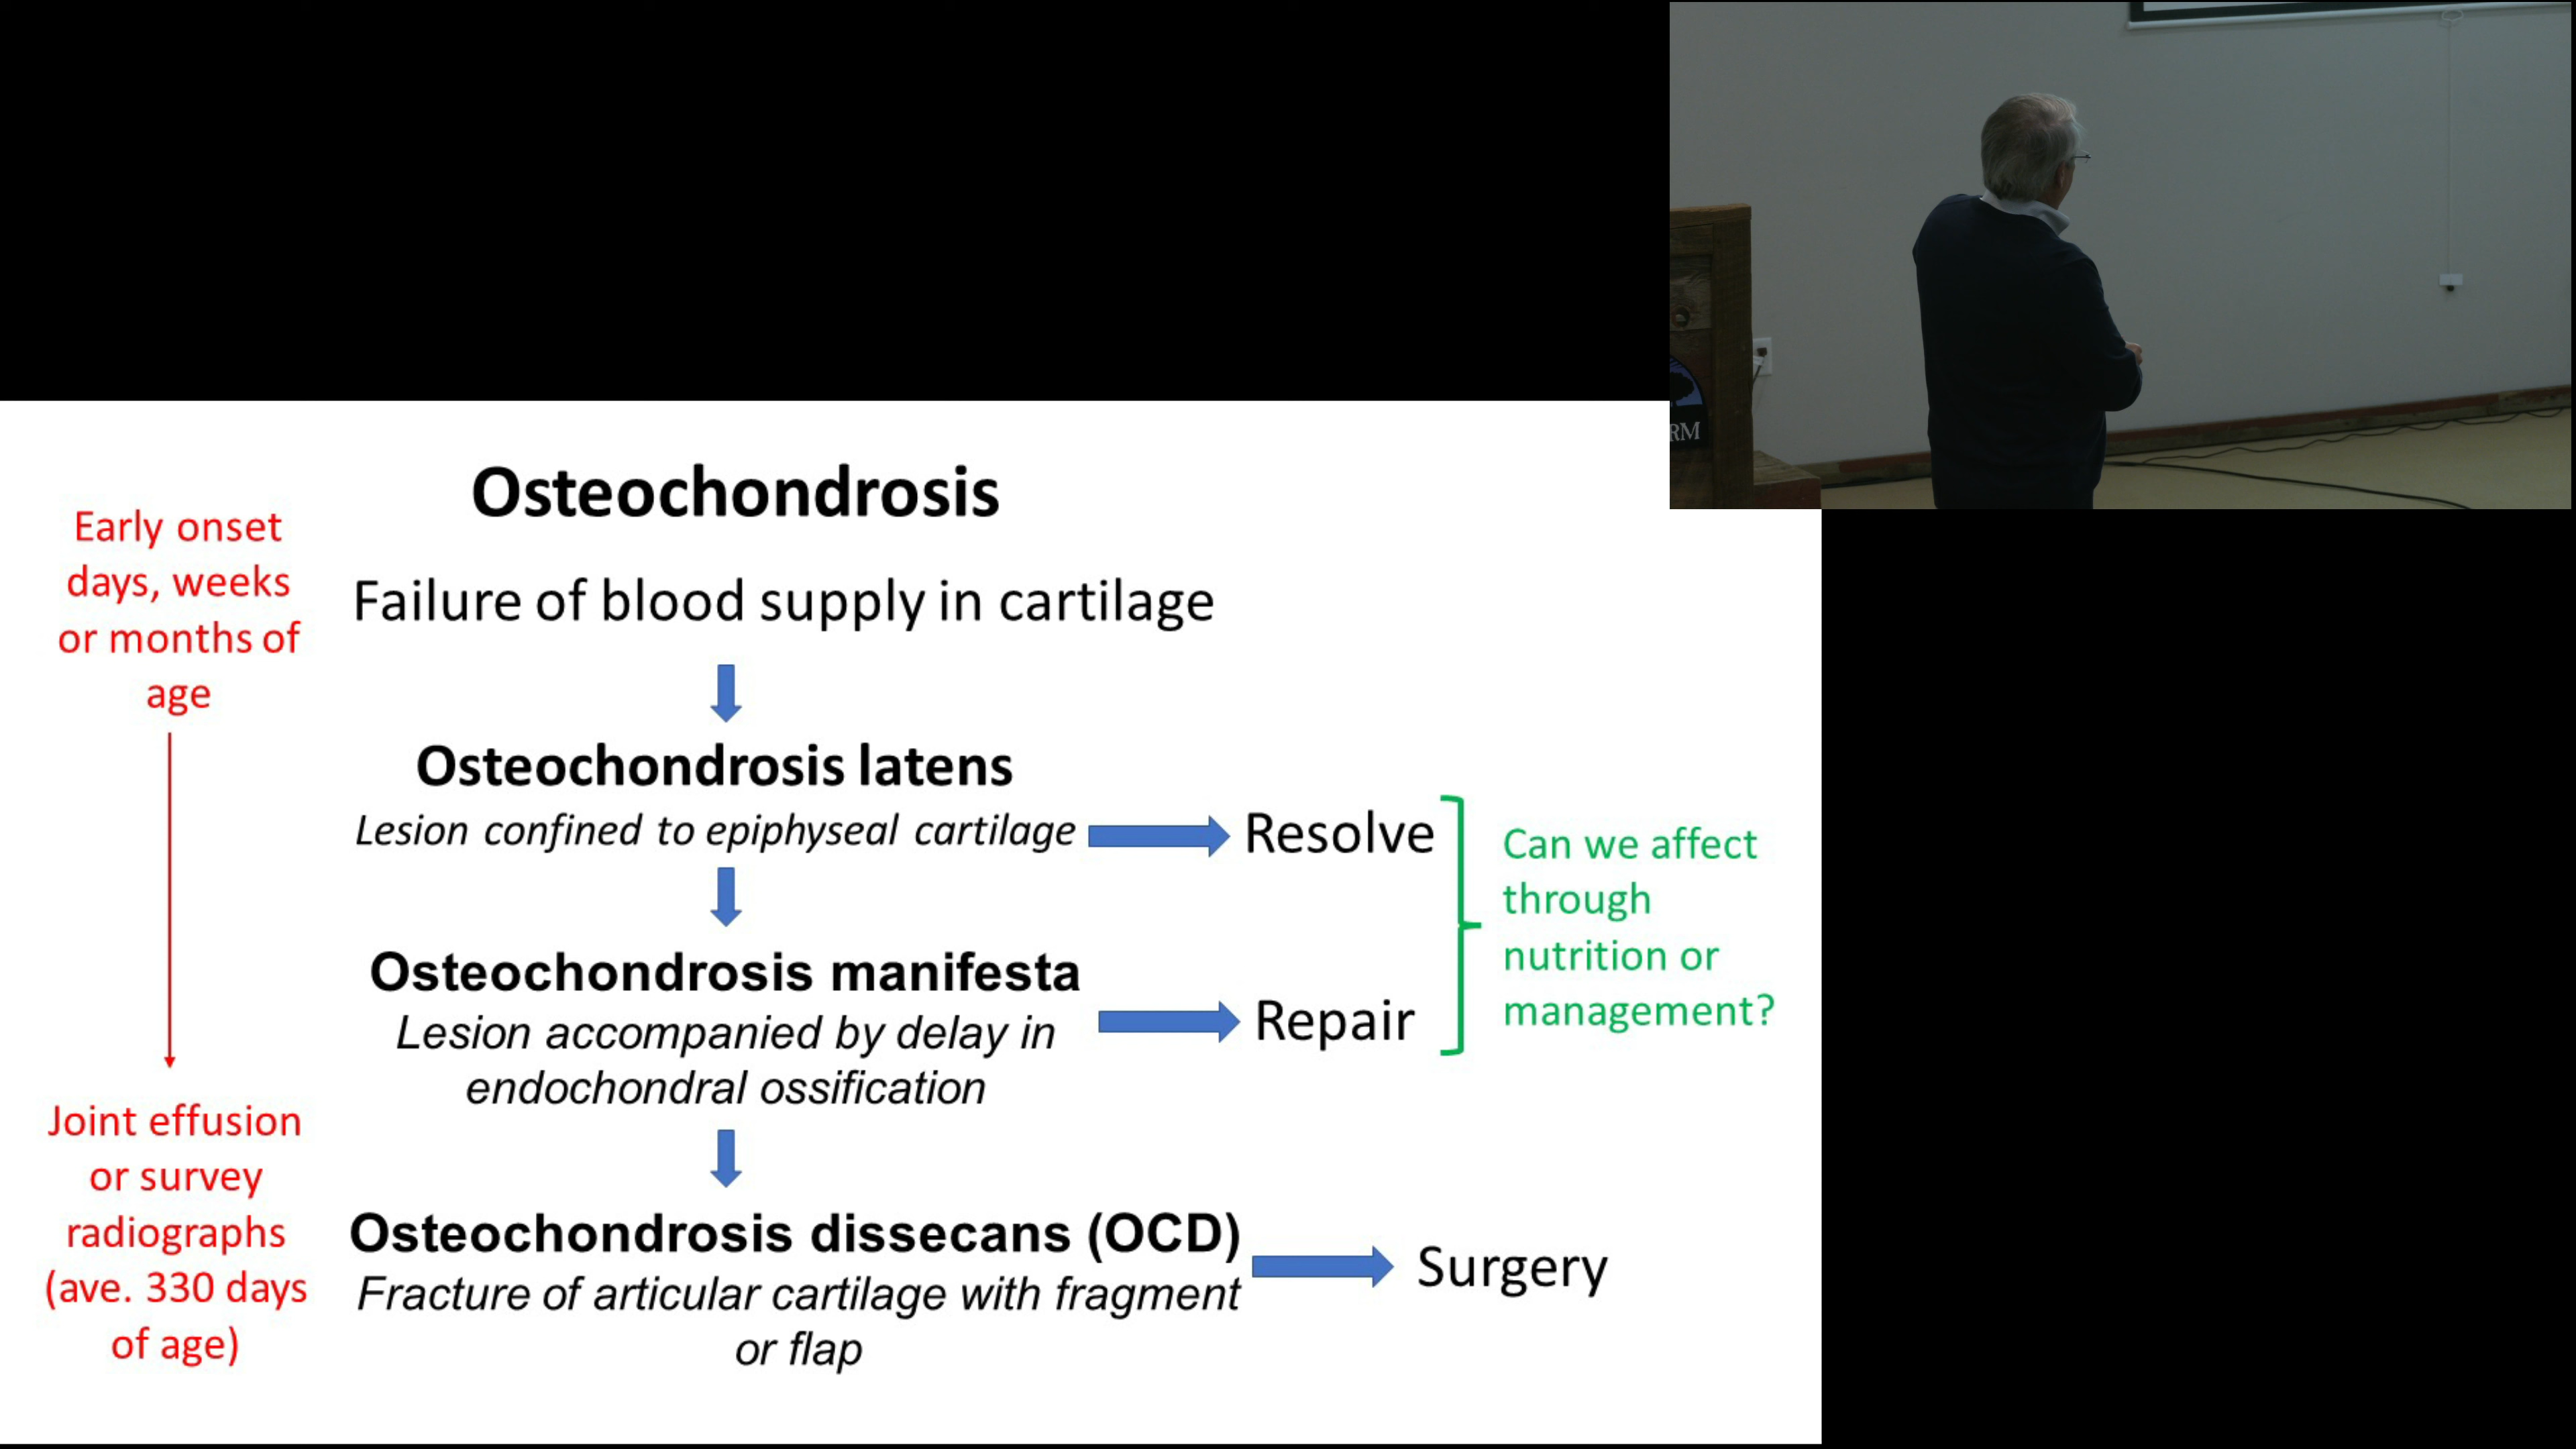 Osteochondrosis
Early onset
days, weeks
or months of
age
Failure of blood supply in cartilage
Osteochondrosis latens
Lesion confined to epiphyseal cartilage
Resolve
Can we affect
through
nutrition or
management?
Osteochondrosis manifesta
Lesion accompanied by delay in
endochondral ossification
Repair
Joint effusion
or survey
radiographs
(ave. 330 days
of age)
Osteochondrosis dissecans (OCD)
Fracture of articular cartilage with fragment
or flap
Surgery
RM